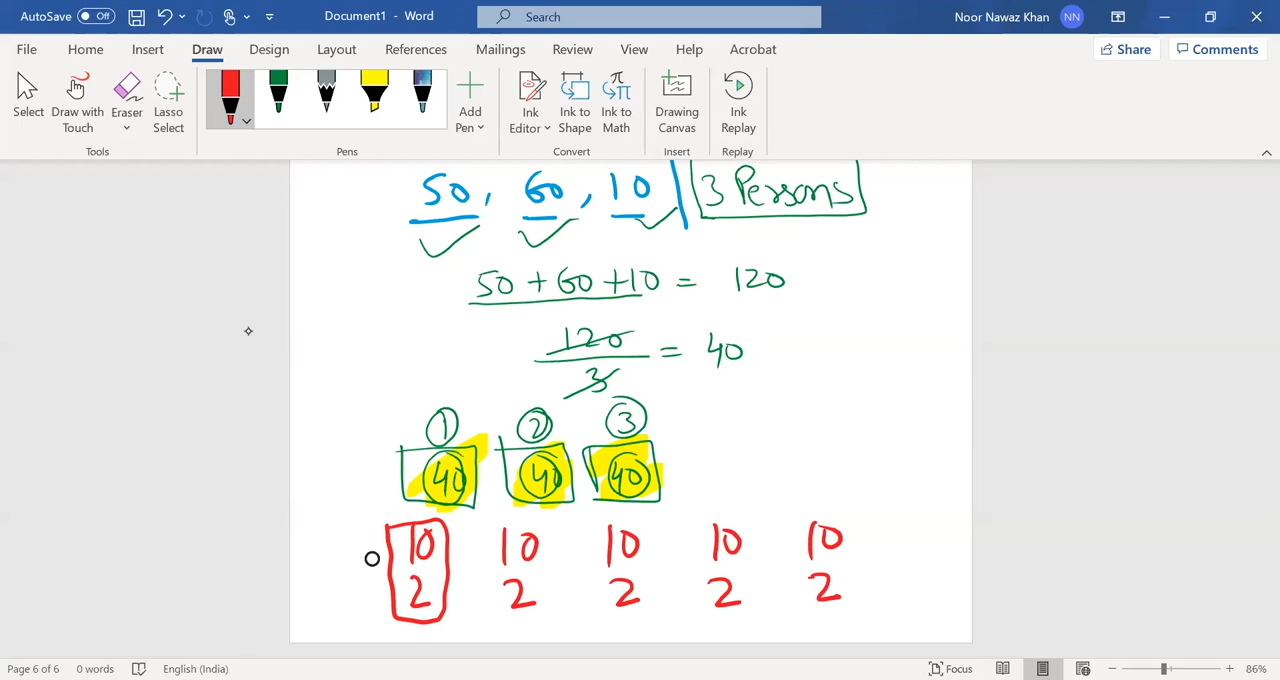 AutoSave Off Document1 - Word Search Noor Nawaz Khan NN
File Home Insert Draw Design Layout References Mailings Review View Help Acrobat Share Comments
Select Draw with Touch Eraser Lasso Select Add Pen Ink Editor Ink to Shape Ink to Math Drawing Canvas Ink Replay
Tools Pens Convert Insert Replay
50, 60, 10 | 3 Persons
50 + 60 + 10 = 120
120
3
= 40
1 2 3
40 40 40
10 10 10 10 10
2 2 2 2 2
Page 6 of 6 0 words English (India) Focus 86%